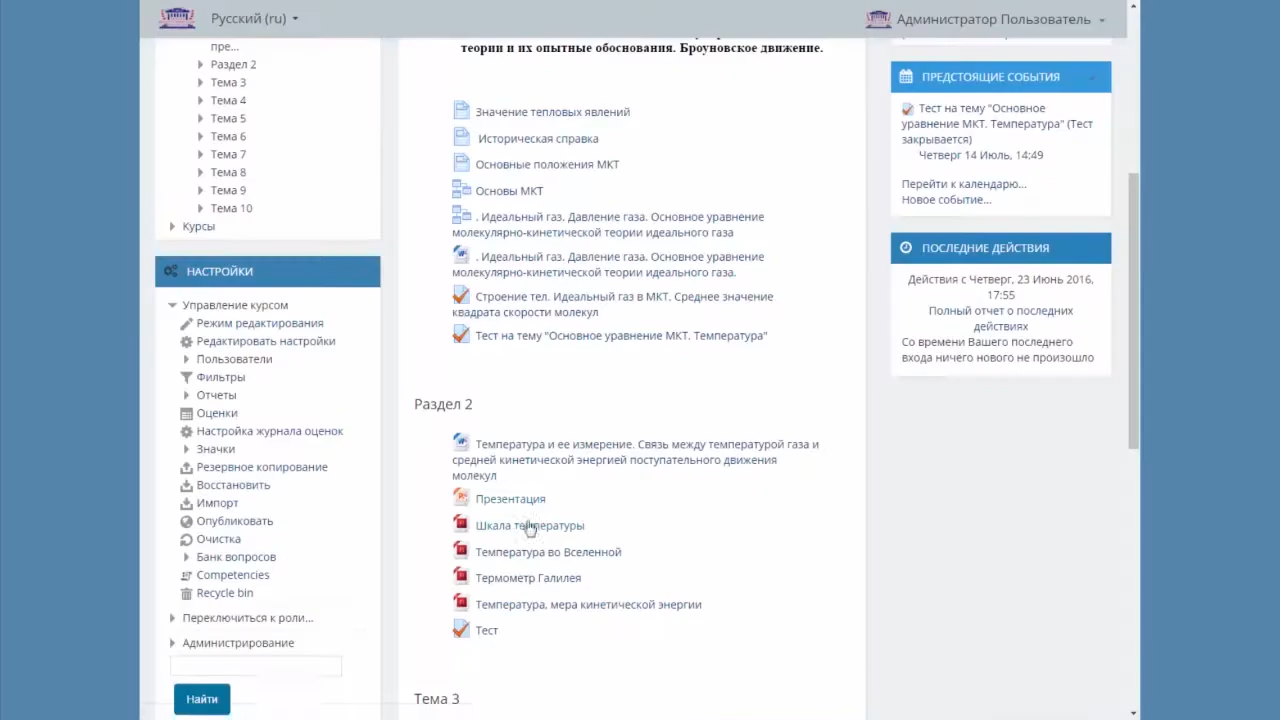 Русский (ru)
Администратор Пользователь
пре...
Раздел 2
Тема 3
Тема 4
Тема 5
Тема 6
Тема 7
Тема 8
Тема 9
Тема 10
Курсы
НАСТРОЙКИ
Управление курсом
Режим редактирования
Редактировать настройки
Пользователи
Фильтры
Отчеты
Оценки
Настройка журнала оценок
Значки
Резервное копирование
Восстановить
Импорт
Опубликовать
Очистка
Банк вопросов
Competencies
Recycle bin
Переключиться к роли...
Администрирование
Найти
теории и их опытные обоснования. Броуновское движение.
Значение тепловых явлений
Историческая справка
Основные положения МКТ
Основы МКТ
. Идеальный газ. Давление газа. Основное уравнение
молекулярно-кинетической теории идеального газа
. Идеальный газ. Давление газа. Основное уравнение
молекулярно-кинетической теории идеального газа.
Строение тел. Идеальный газ в МКТ. Среднее значение
квадрата скорости молекул
Тест на тему "Основное уравнение МКТ. Температура"
Раздел 2
Температура и ее измерение. Связь между температурой газа и
средней кинетической энергией поступательного движения
молекул
Презентация
Шкала температуры
Температура во Вселенной
Термометр Галилея
Температура, мера кинетической энергии
Тест
Тема 3
ПРЕДСТОЯЩИЕ СОБЫТИЯ
Тест на тему "Основное
уравнение МКТ. Температура" (Тест
закрывается)
Четверг 14 Июль, 14:49
Перейти к календарю...
Новое событие...
ПОСЛЕДНИЕ ДЕЙСТВИЯ
Действия с Четверг, 23 Июнь 2016,
17:55
Полный отчет о последних
действиях
Со времени Вашего последнего
входа ничего нового не произошло